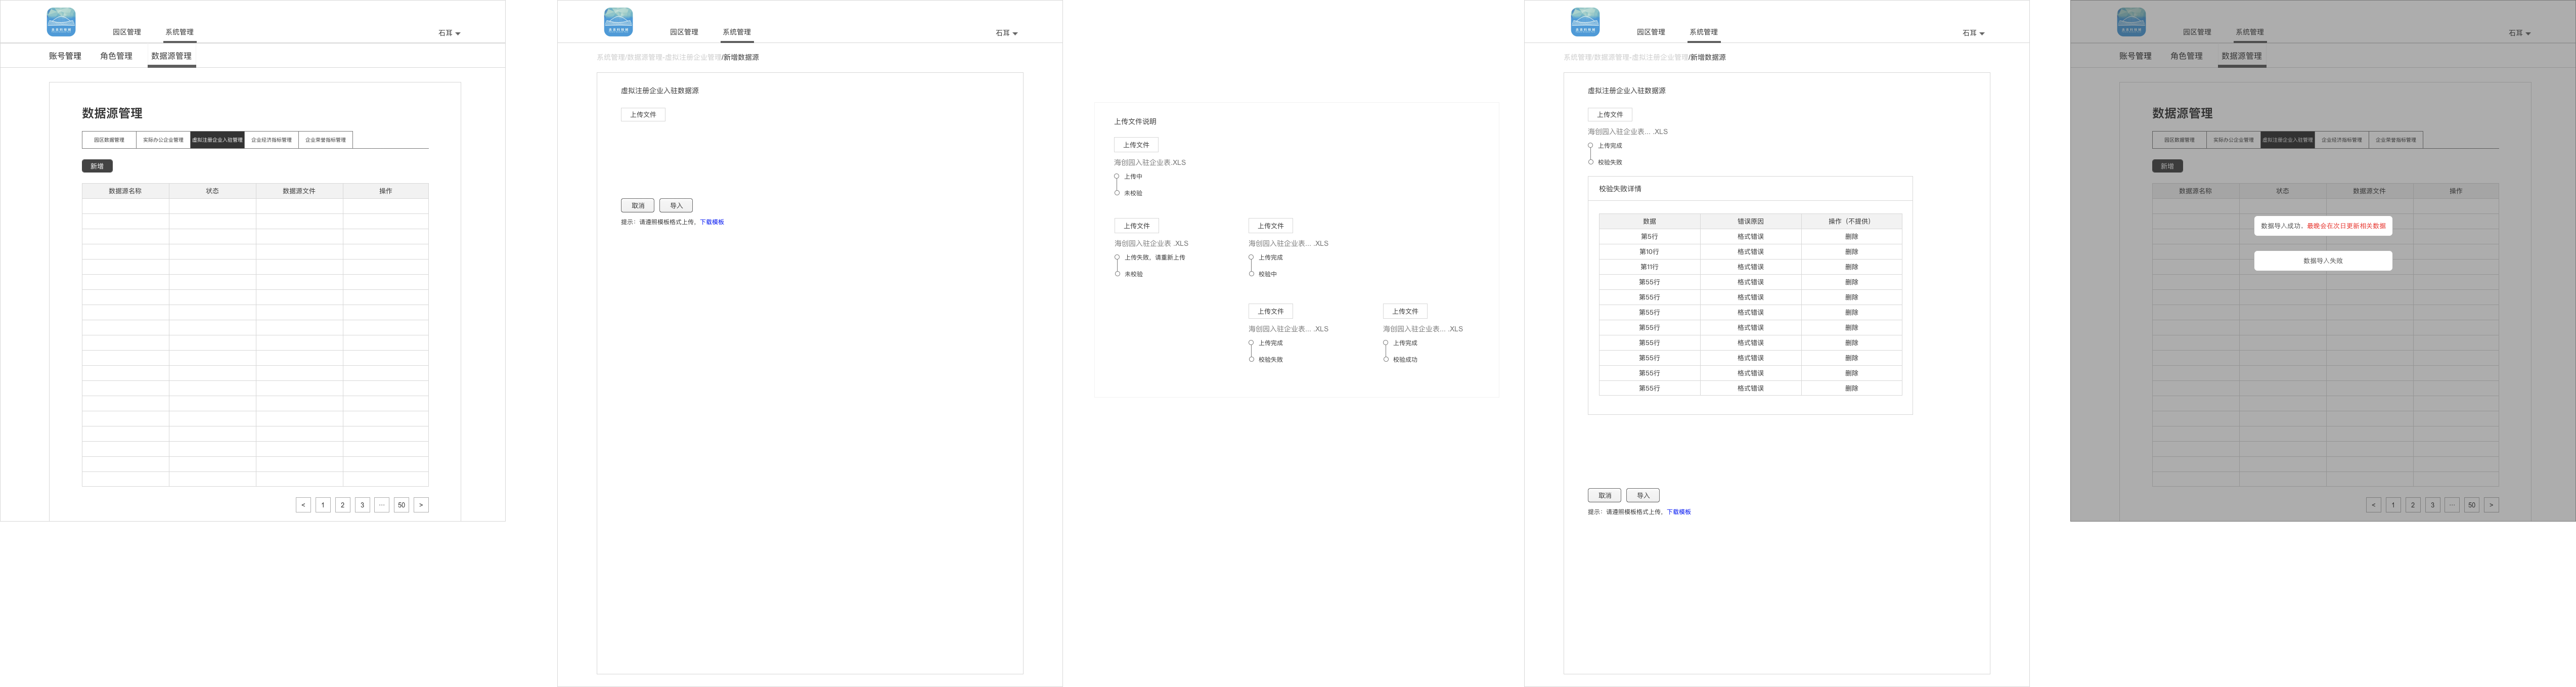 园区管理
系统管理
石耳
账号管理
角色管理
数据源管理
数据源管理
园区数据管理
实际办公企业管理
虚拟注册企业入驻管理
企业经济指标管理
企业荣誉指标管理
新增
数据源名称
状态
数据源文件
操作
<
1
2
3
···
50
>
园区管理
系统管理
石耳
系统管理/数据源管理-虚拟注册企业管理/新增数据源
虚拟注册企业入驻数据源
上传文件
取消
导入
提示：请遵照模板格式上传，下载模板
上传文件说明
上传文件
海创园入驻企业表.XLS
上传中
未校验
上传文件
海创园入驻企业表 .XLS
上传失败，请重新上传
未校验
上传文件
海创园入驻企业表... .XLS
上传完成
校验中
上传文件
海创园入驻企业表... .XLS
上传完成
校验失败
上传文件
海创园入驻企业表... .XLS
上传完成
校验成功
园区管理
系统管理
石耳
系统管理/数据源管理-虚拟注册企业管理/新增数据源
虚拟注册企业入驻数据源
上传文件
海创园入驻企业表... .XLS
上传完成
校验失败
校验失败详情
数据 错误原因 操作（不提供）
第5行 格式错误 删除
第10行 格式错误 删除
第11行 格式错误 删除
第55行 格式错误 删除
第55行 格式错误 删除
第55行 格式错误 删除
第55行 格式错误 删除
第55行 格式错误 删除
第55行 格式错误 删除
第55行 格式错误 删除
第55行 格式错误 删除
取消
导入
提示：请遵照模板格式上传，下载模板
园区管理
系统管理
石耳
账号管理
角色管理
数据源管理
数据源管理
园区数据管理
实际办公企业管理
虚拟注册企业入驻管理
企业经济指标管理
企业荣誉指标管理
新增
数据源名称
状态
数据源文件
操作
数据导入成功，最晚会在次日更新相关数据
数据导入失败
<
1
2
3
···
50
>